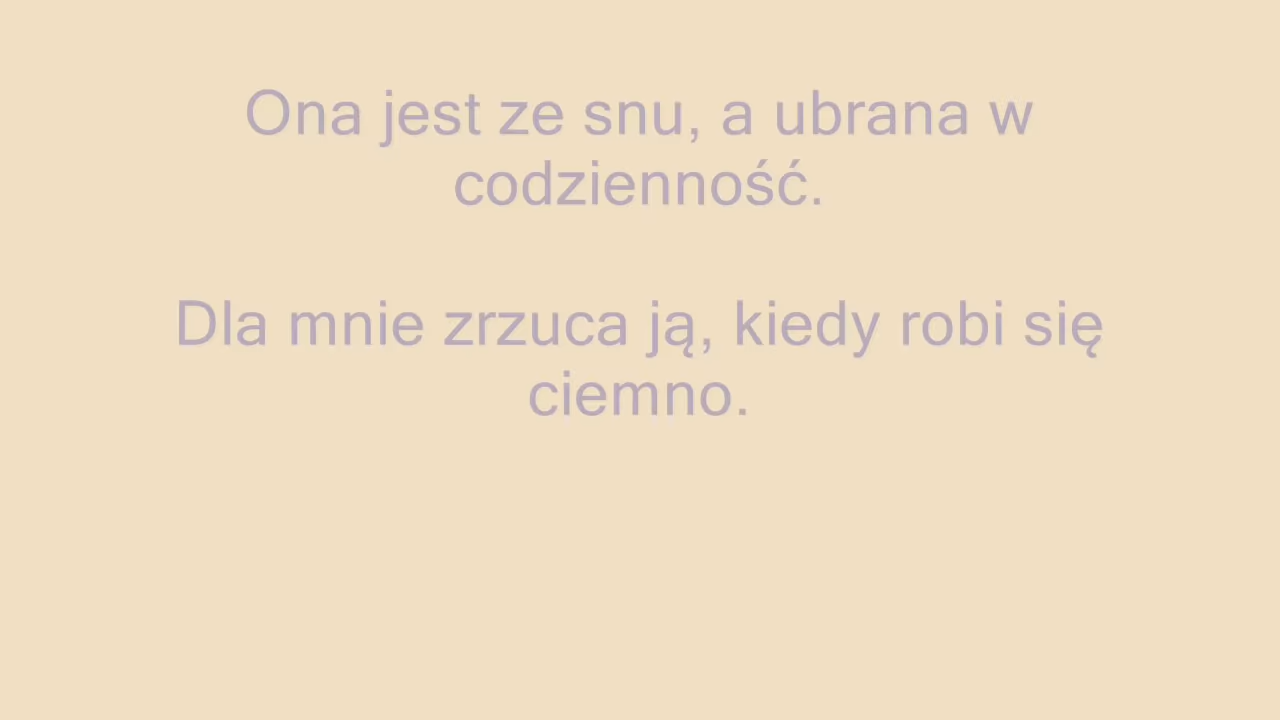 Ona jest ze snu, a ubrana w
codzienność.
Dla mnie zrzuca ją, kiedy robi się
ciemno.